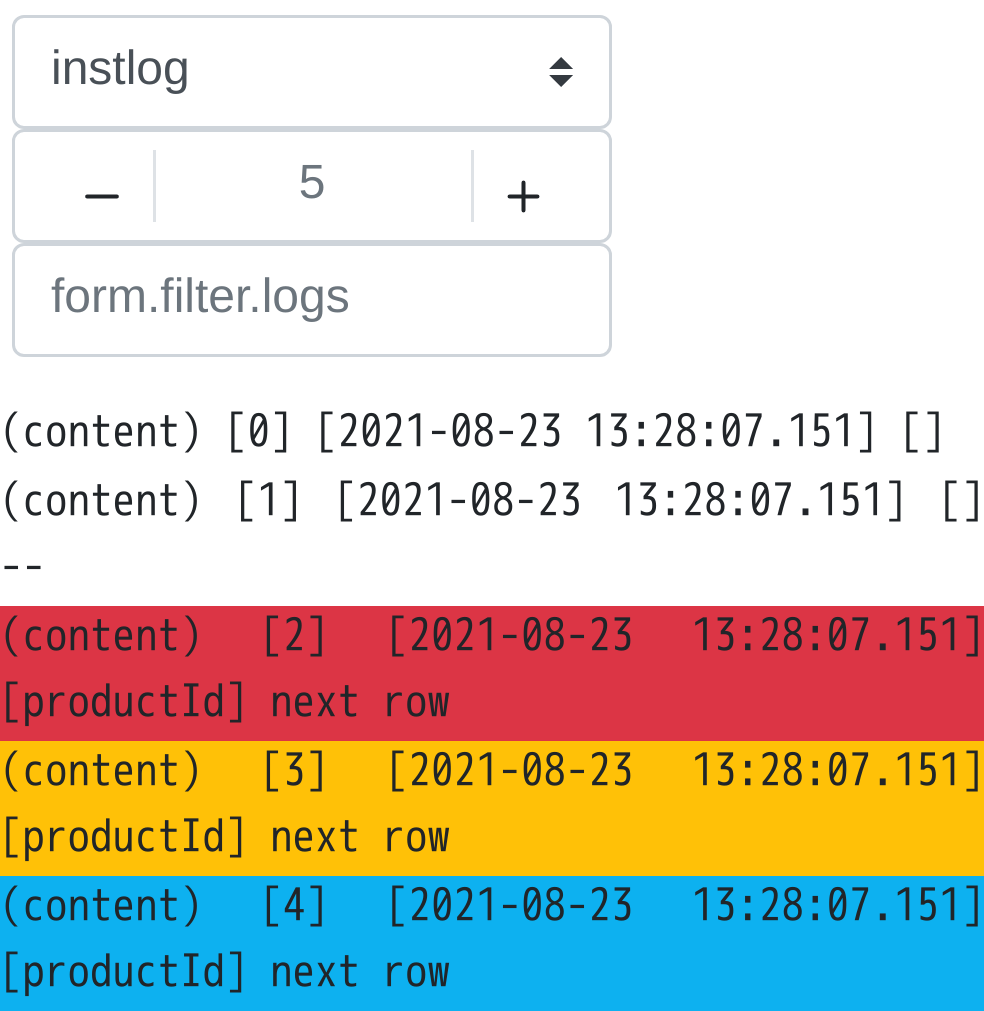 instlog
5
form.filter.logs
(content) [0] [2021-08-23 13:28:07.151] []
(content) [1] [2021-08-23 13:28:07.151] []
--
(content) [2] [2021-08-23 13:28:07.151]
[productId] next row
(content) [3] [2021-08-23 13:28:07.151]
[productId] next row
(content) [4] [2021-08-23 13:28:07.151]
[productId] next row